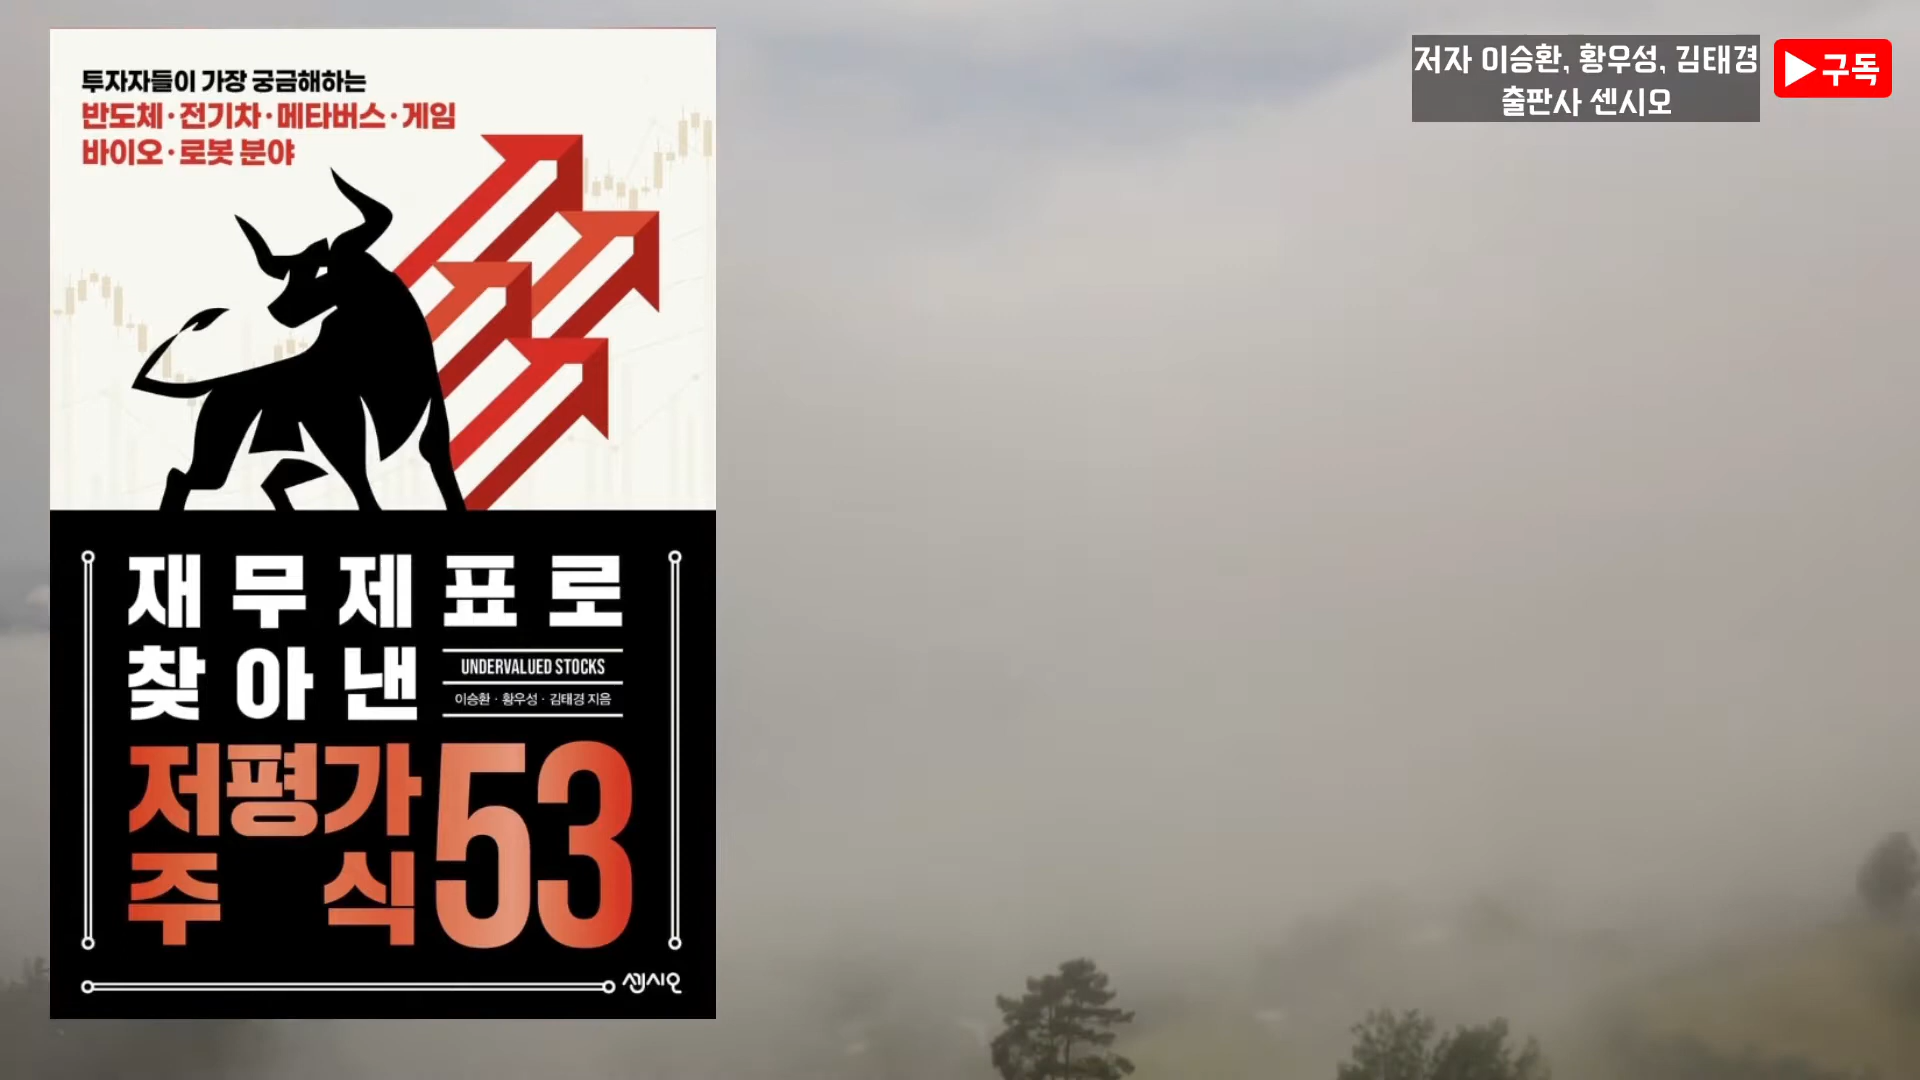 투자자들이 가장 궁금해하는
반도체·전기차·메타버스·게임
바이오·로봇 분야
재무제표로
찾아낸
UNDERVALUED STOCKS
이승환 · 황우성 · 김태경 지음
저평가
주식
53
센시오
저자 이승환, 황우성, 김태경
출판사 센시오
구독